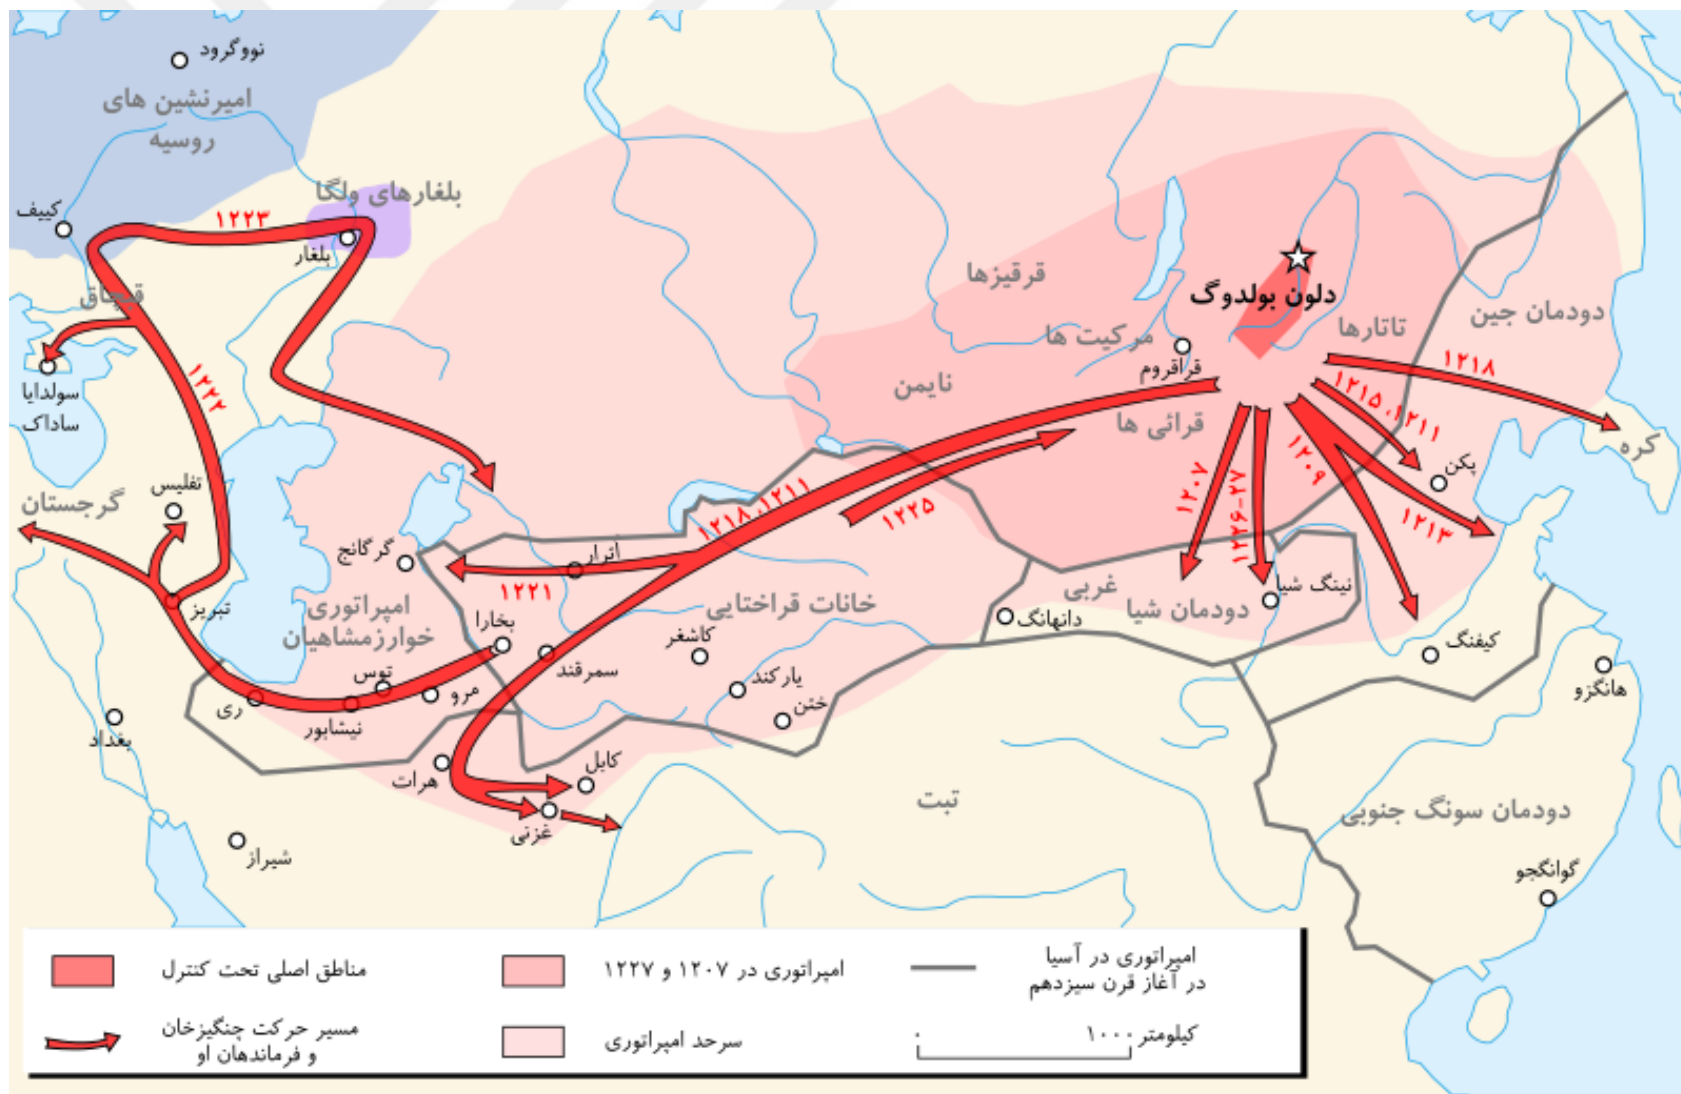 نووگرود
امیرنشین های
روسیه
بلغارهای ولگا
کییف
۱۲۲۳
بلغار
قبچاق
دلون بولدوگ
قرقیزها
تاتارها
دودمان جین
مرکیت ها
قراقروم
نایمن
قرائی ها
۱۲۱۸
۱۲۱۵،۱۲۱۱
۱۲۰۹
۱۲۱۳
۱۲۰۷
۱۲۲۶-۲۷
کره
پکن
سولدایا
ساداک
۱۲۲۲
تفلیس
گرجستان
گرگانج
اترار
۱۲۱۸،۱۲۱۱
۱۲۲۵
۱۲۲۱
تبریز
امپراتوری
خوارزمشاهیان
بخارا
خانات قراختایی
غربی
دودمان شیا
نینگ شیا
دانهانگ
کاشغر
سمرقند
یارکند
ختن
کیفنگ
هانگزو
توس
مرو
ری
نیشابور
بغداد
هرات
کابل
غزنی
تبت
دودمان سونگ جنوبی
شیراز
گوانگجو
مناطق اصلی تحت کنترل
امپراتوری در ۱۲۰۷ و ۱۲۲۷
امپراتوری در آسیا
در آغاز قرن سیزدهم
مسیر حرکت چنگیزخان
و فرماندهان او
سرحد امپراتوری
۰
۱۰۰۰ کیلومتر